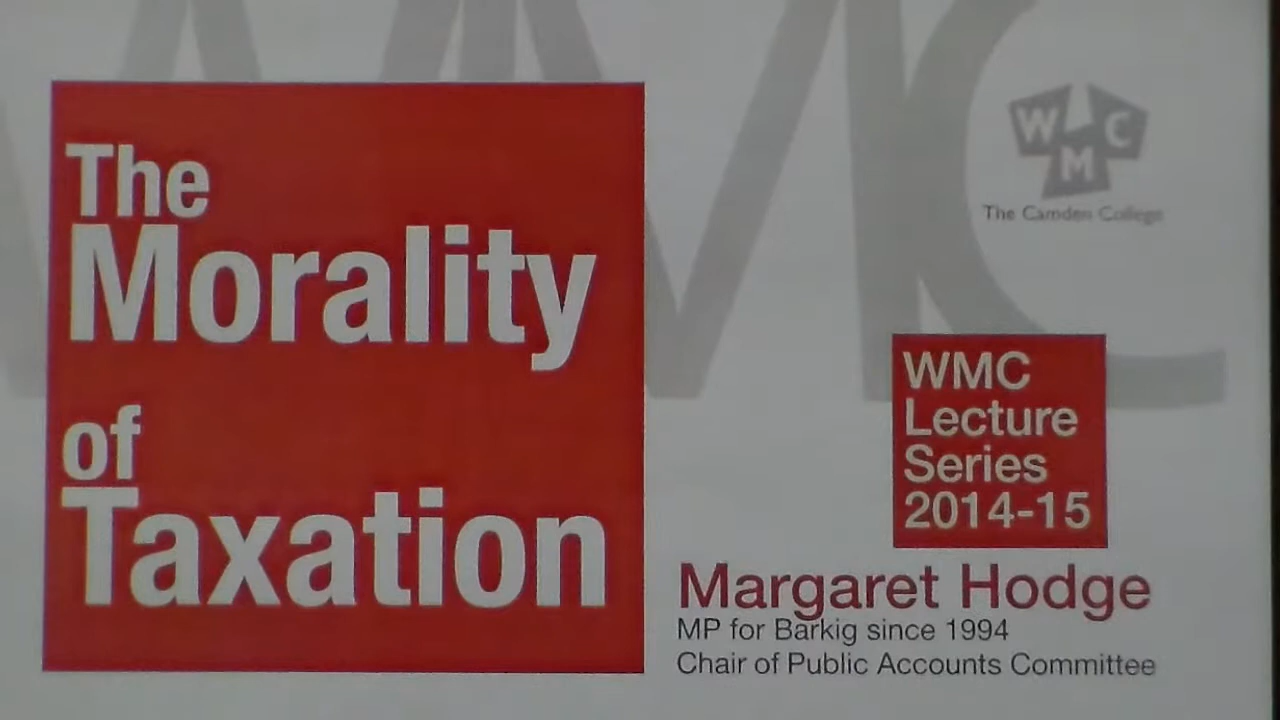 The
Morality
of
Taxation
W M C
The Camden College
WMC
Lecture
Series
2014-15
Margaret Hodge
MP for Barkig since 1994
Chair of Public Accounts Committee